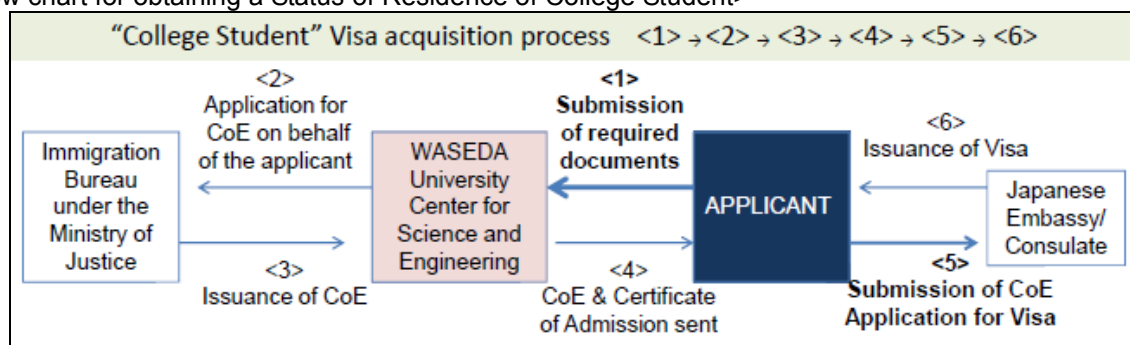 w chart for obtaining a Status of Residence of College Student>
"College Student" Visa acquisition process <1> → <2> → <3> → <4> → <5> → <6>
<2>
Application for
CoE on behalf
of the applicant
<1>
Submission
of required
documents
<6>
Issuance of Visa
Immigration
Bureau
under the
Ministry of
Justice
WASEDA
University
Center for
Science and
Engineering
APPLICANT
Japanese
Embassy/
Consulate
<3>
Issuance of CoE
<4>
CoE & Certificate
of Admission sent
<5>
Submission of CoE
Application for Visa